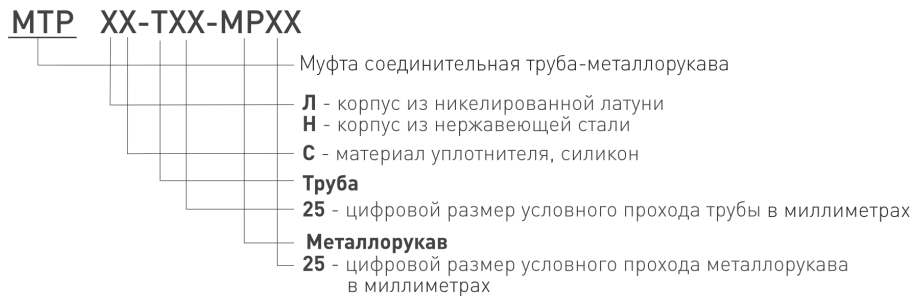 МТР ХХ-ТХХ-МРХХ
Муфта соединительная труба-металлорукава
Л - корпус из никелированной латуни
Н - корпус из нержавеющей стали
С - материал уплотнителя, силикон
Труба
25 - цифровой размер условного прохода трубы в миллиметрах
Металлорукав
25 - цифровой размер условного прохода металлорукава
в миллиметрах